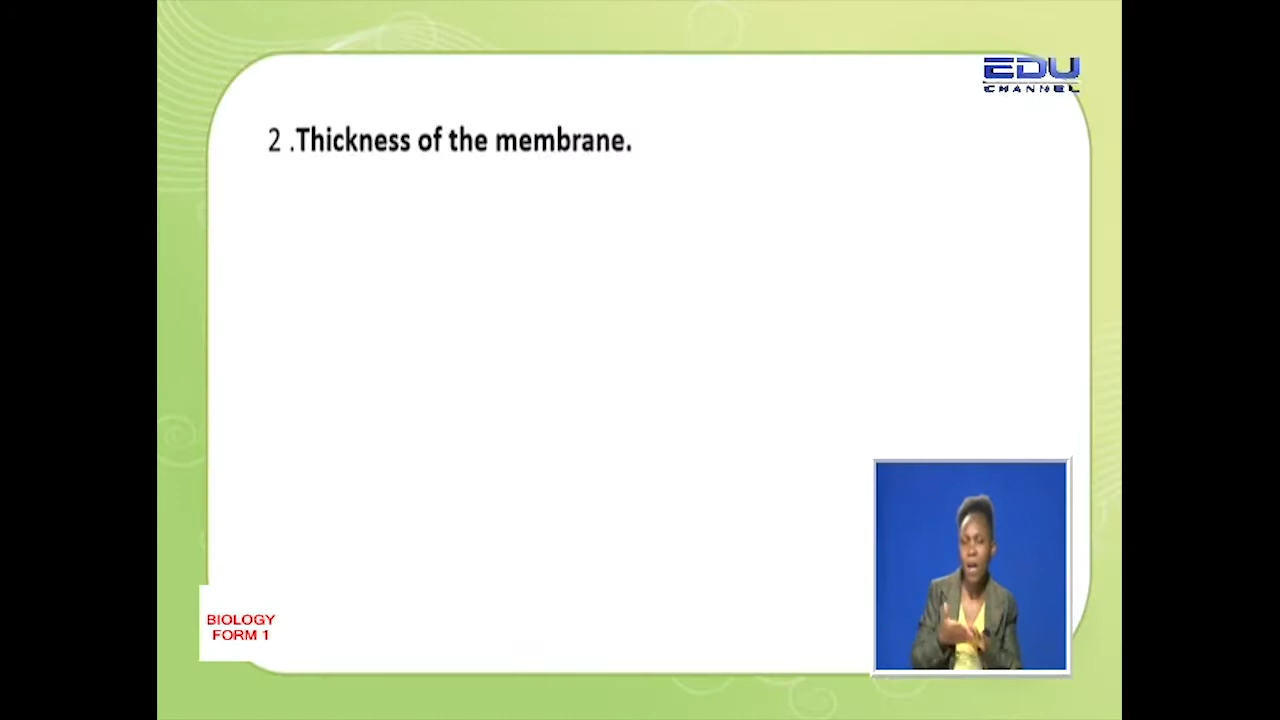 EDU
CHANNEL
2 .Thickness of the membrane.
BIOLOGY
FORM 1